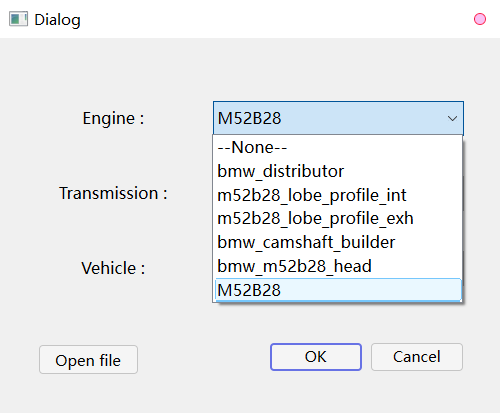 Dialog
Engine :
M52B28
--None--
bmw_distributor
Transmission :
m52b28_lobe_profile_int
m52b28_lobe_profile_exh
bmw_camshaft_builder
Vehicle :
bmw_m52b28_head
M52B28
Open file
OK
Cancel